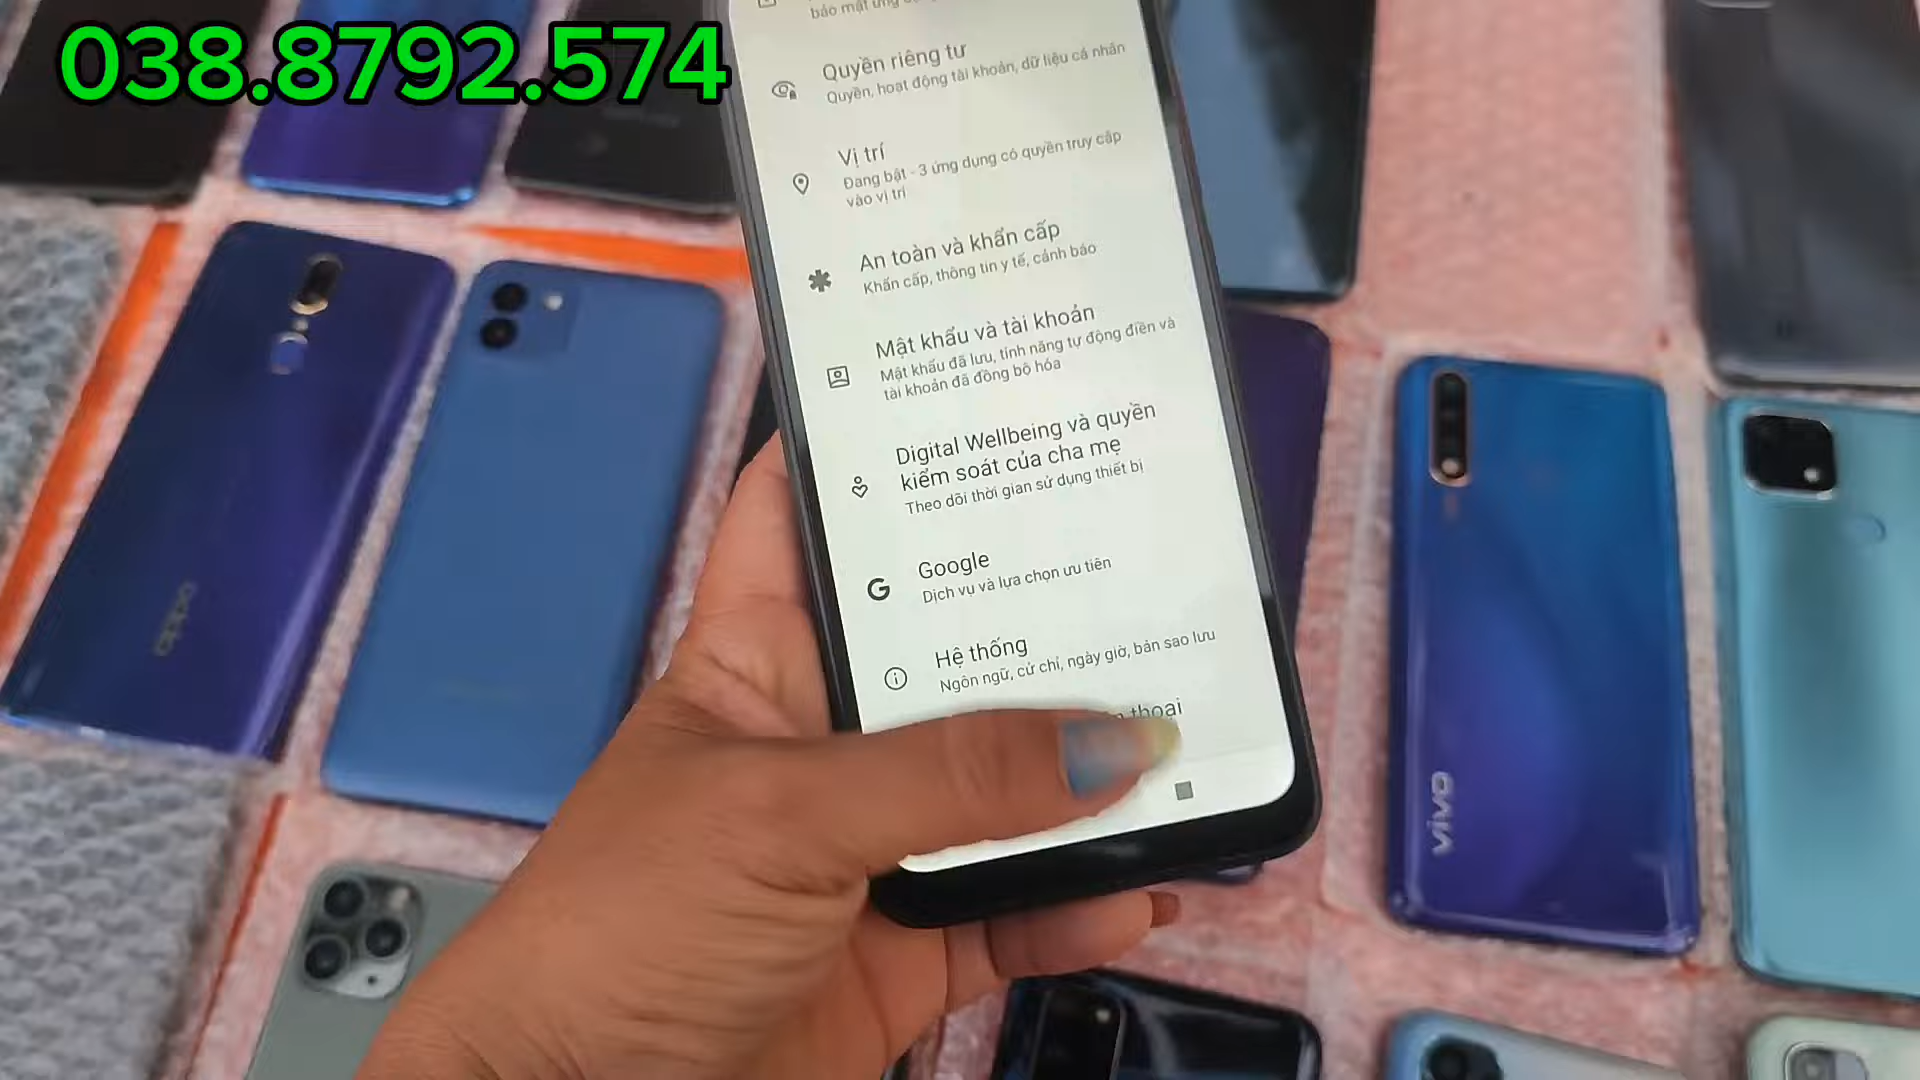 038.8792.574
bảo mật ứng
Quyền riêng tư
Quyền, hoạt động tài khoản, dữ liệu cá nhân
Vị trí
Đang bật - 3 ứng dụng có quyền truy cập
vào vị trí
An toàn và khẩn cấp
Khẩn cấp, thông tin y tế, cảnh báo
Mật khẩu và tài khoản
Mật khẩu đã lưu, tính năng tự động điền và
tài khoản đã đồng bộ hóa
Digital Wellbeing và quyền
kiểm soát của cha mẹ
Theo dõi thời gian sử dụng thiết bị
Google
Dịch vụ và lựa chọn ưu tiên
Hệ thống
Ngôn ngữ, cử chỉ, ngày giờ, bản sao lưu
thoại
oppo
vivo